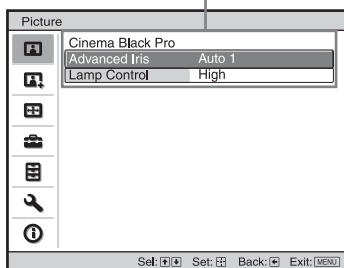 Picture
Cinema Black Pro
Advanced Iris Auto 1
Lamp Control High
Sel: Set: Back: Exit: MENU